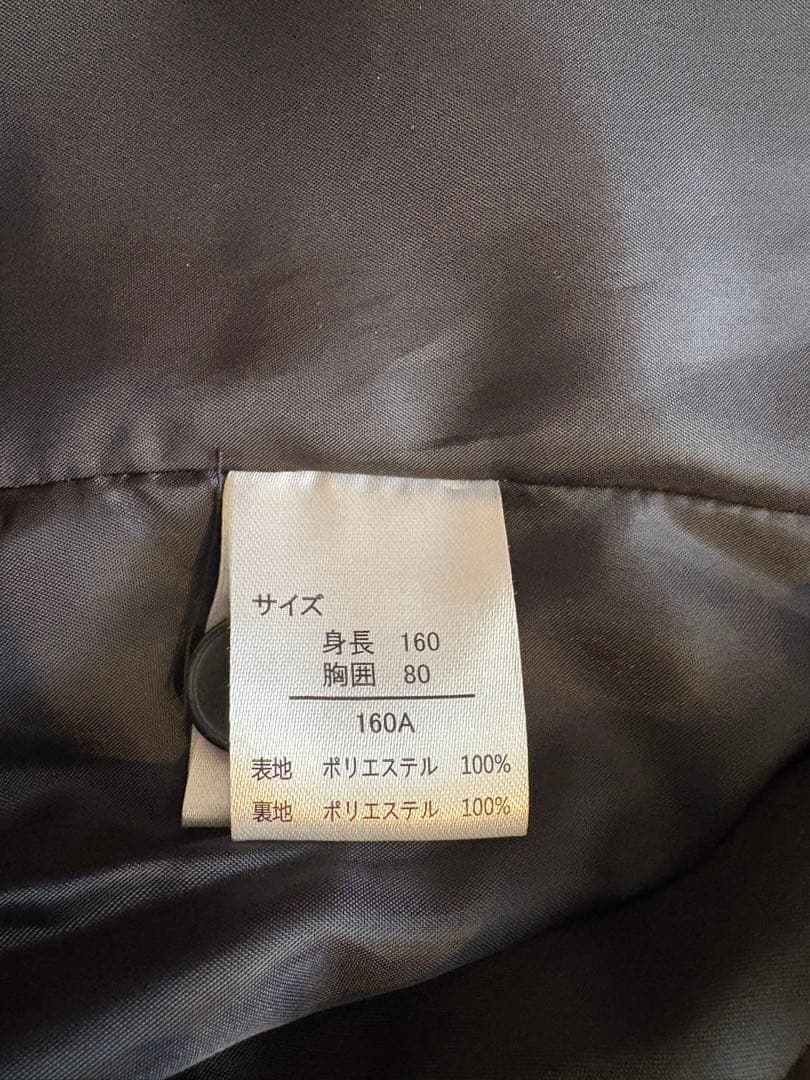 サイズ
身長 160
胸囲 80
160A
表地 ポリエステル 100%
裏地 ポリエステル 100%